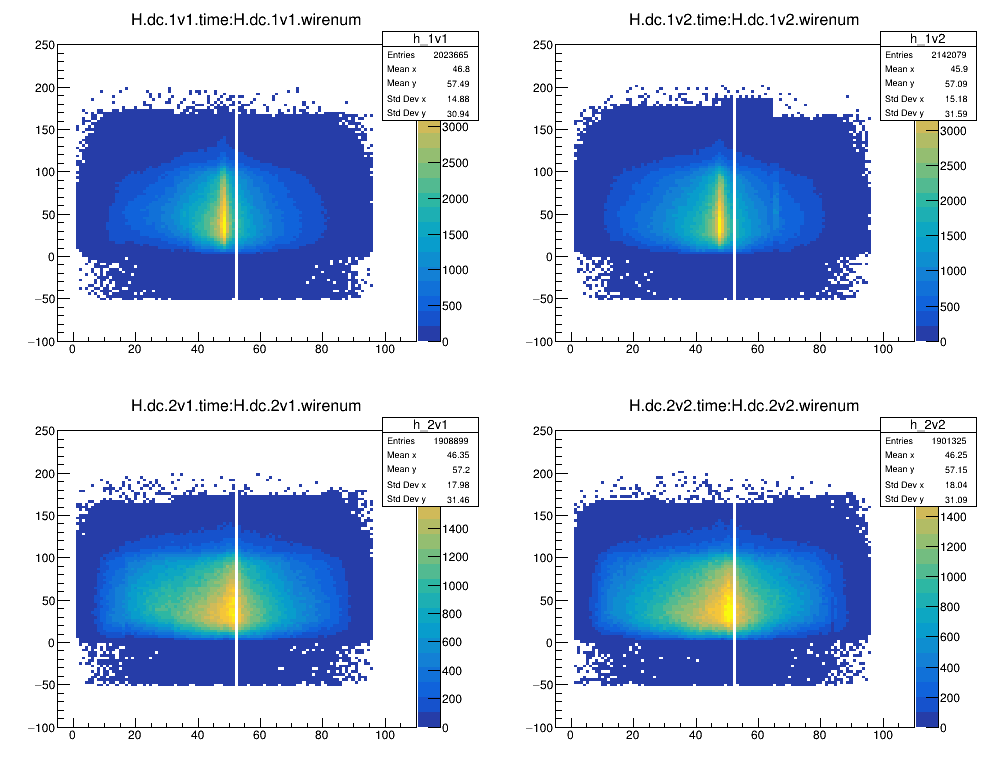 H.dc.1v1.time:H.dc.1v1.wirenum
h_1v1
Entries 2023665
Mean x 46.8
Mean y 57.49
Std Dev x 14.88
Std Dev y 30.94
250
200
150
100
50
0
−50
−100
0 20 40 60 80 100
3000
2500
2000
1500
1000
500
0
H.dc.1v2.time:H.dc.1v2.wirenum
h_1v2
Entries 2142079
Mean x 45.9
Mean y 57.09
Std Dev x 15.18
Std Dev y 31.59
250
200
150
100
50
0
−50
−100
0 20 40 60 80 100
3000
2500
2000
1500
1000
500
0
H.dc.2v1.time:H.dc.2v1.wirenum
h_2v1
Entries 1908899
Mean x 46.35
Mean y 57.2
Std Dev x 17.98
Std Dev y 31.46
250
200
150
100
50
0
−50
−100
0 20 40 60 80 100
1400
1200
1000
800
600
400
200
0
H.dc.2v2.time:H.dc.2v2.wirenum
h_2v2
Entries 1901325
Mean x 46.25
Mean y 57.15
Std Dev x 18.04
Std Dev y 31.09
250
200
150
100
50
0
−50
−100
0 20 40 60 80 100
1400
1200
1000
800
600
400
200
0